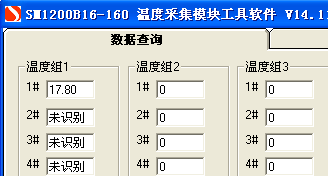 SM1200B16-160 温度采集模块工具软件 V14.1
数据查询
温度组1 温度组2 温度组3
1# 17.80 1# 0 1# 0
2# 未识别 2# 0 2# 0
3# 未识别 3# 0 3# 0
4# 未识别 4# 0 4# 0